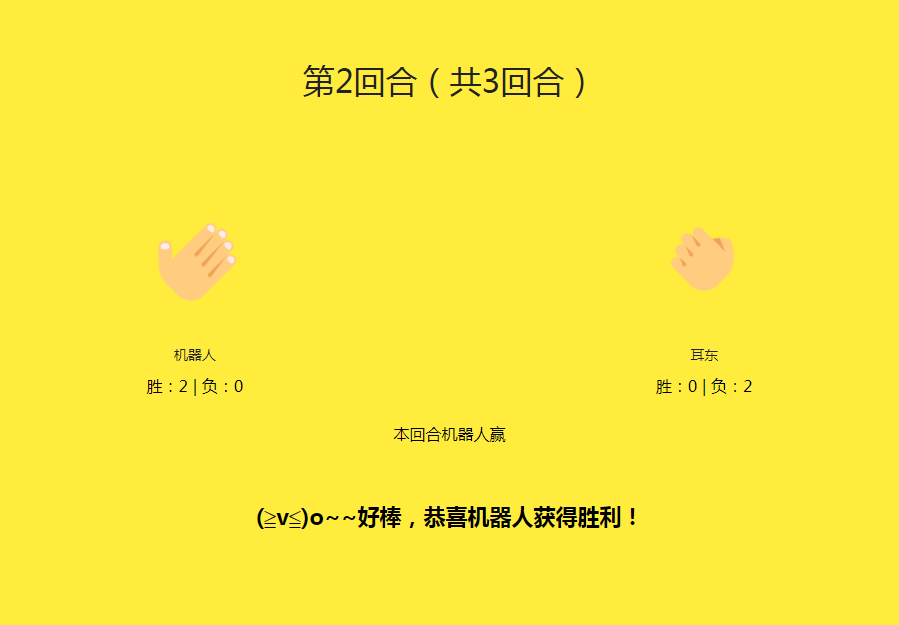 第2回合（共3回合）
机器人
耳东
胜：2 | 负：0
胜：0 | 负：2
本回合机器人赢
(≧v≦)o~~好棒，恭喜机器人获得胜利！